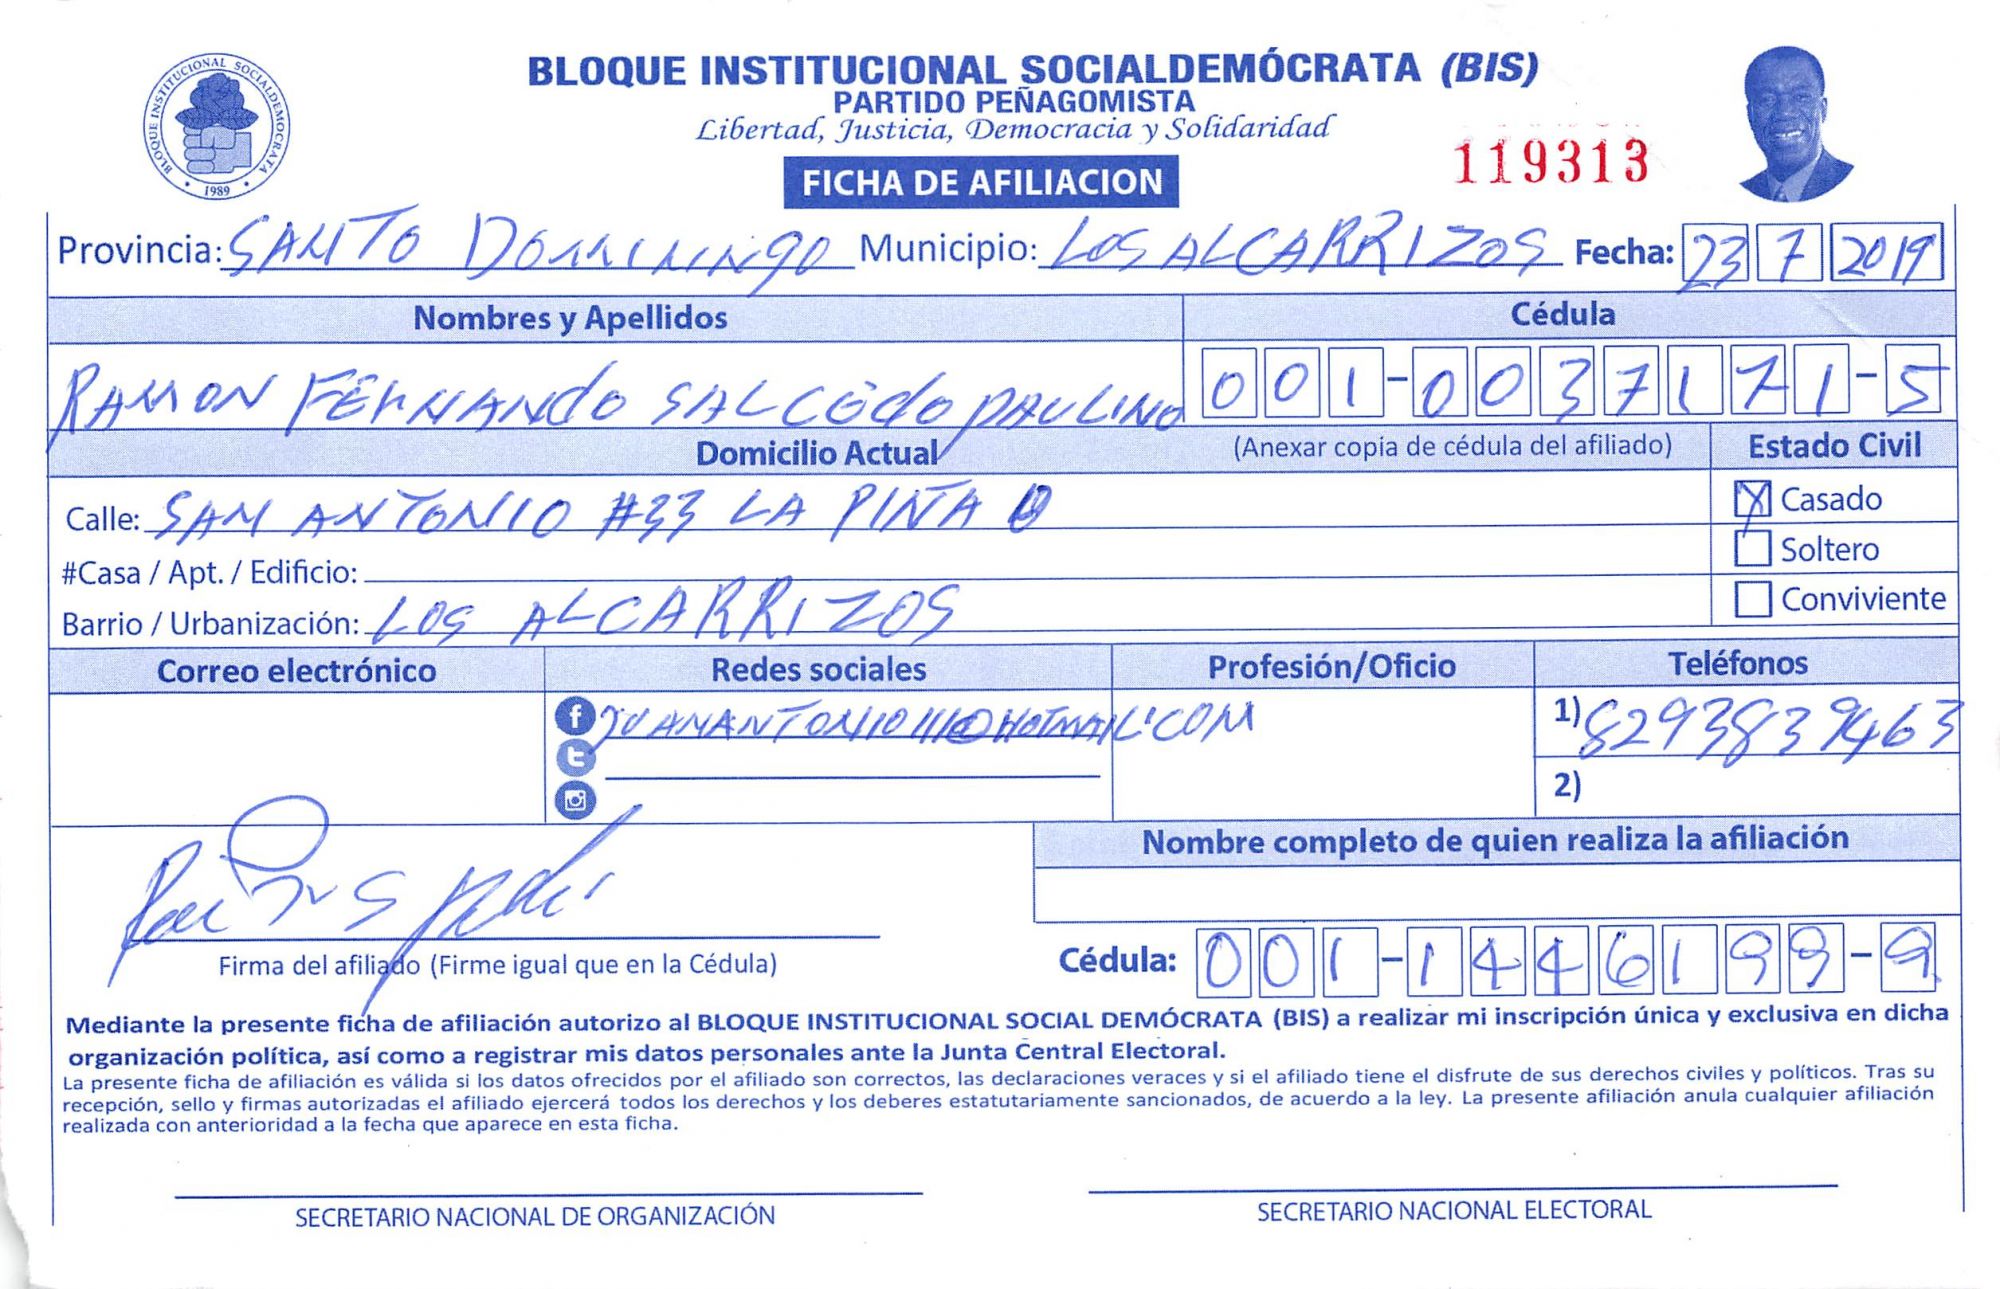 BLOQUE INSTITUCIONAL SOCIALDEMÓCRATA (BIS)
PARTIDO PEÑAGOMISTA
Libertad, Justicia, Democracia y Solidaridad
BLOQUE INSTITUCIONAL SOCIALDEMOCRATA
1989
119313
FICHA DE AFILIACION
Provincia: SANTO DOMINGO Municipio: LOS ALCARRIZOS Fecha: 23 7 2019
Nombres y Apellidos Cédula
RAMON FERNANDO SALCEDO PAULINO 001-0037171-5
Domicilio Actual (Anexar copia de cédula del afiliado) Estado Civil
Calle: SAN ANTONIO #33 LA PIÑA X Casado
#Casa / Apt. / Edificio: Soltero
Barrio / Urbanización: LOS ALCARRIZOS Conviviente
Correo electrónico Redes sociales Profesión/Oficio Teléfonos
JUANANTONIO111@HOTMAIL.COM 1) 8293839463
2)
Nombre completo de quien realiza la afiliación
Firma del afiliado (Firme igual que en la Cédula) Cédula: 001-1446199-9
Mediante la presente ficha de afiliación autorizo al BLOQUE INSTITUCIONAL SOCIAL DEMÓCRATA (BIS) a realizar mi inscripción única y exclusiva en dicha
organización política, así como a registrar mis datos personales ante la Junta Central Electoral.
La presente ficha de afiliación es válida si los datos ofrecidos por el afiliado son correctos, las declaraciones veraces y si el afiliado tiene el disfrute de sus derechos civiles y políticos. Tras su
recepción, sello y firmas autorizadas el afiliado ejercerá todos los derechos y los deberes estatutariamente sancionados, de acuerdo a la ley. La presente afiliación anula cualquier afiliación
realizada con anterioridad a la fecha que aparece en esta ficha.
SECRETARIO NACIONAL DE ORGANIZACIÓN SECRETARIO NACIONAL ELECTORAL